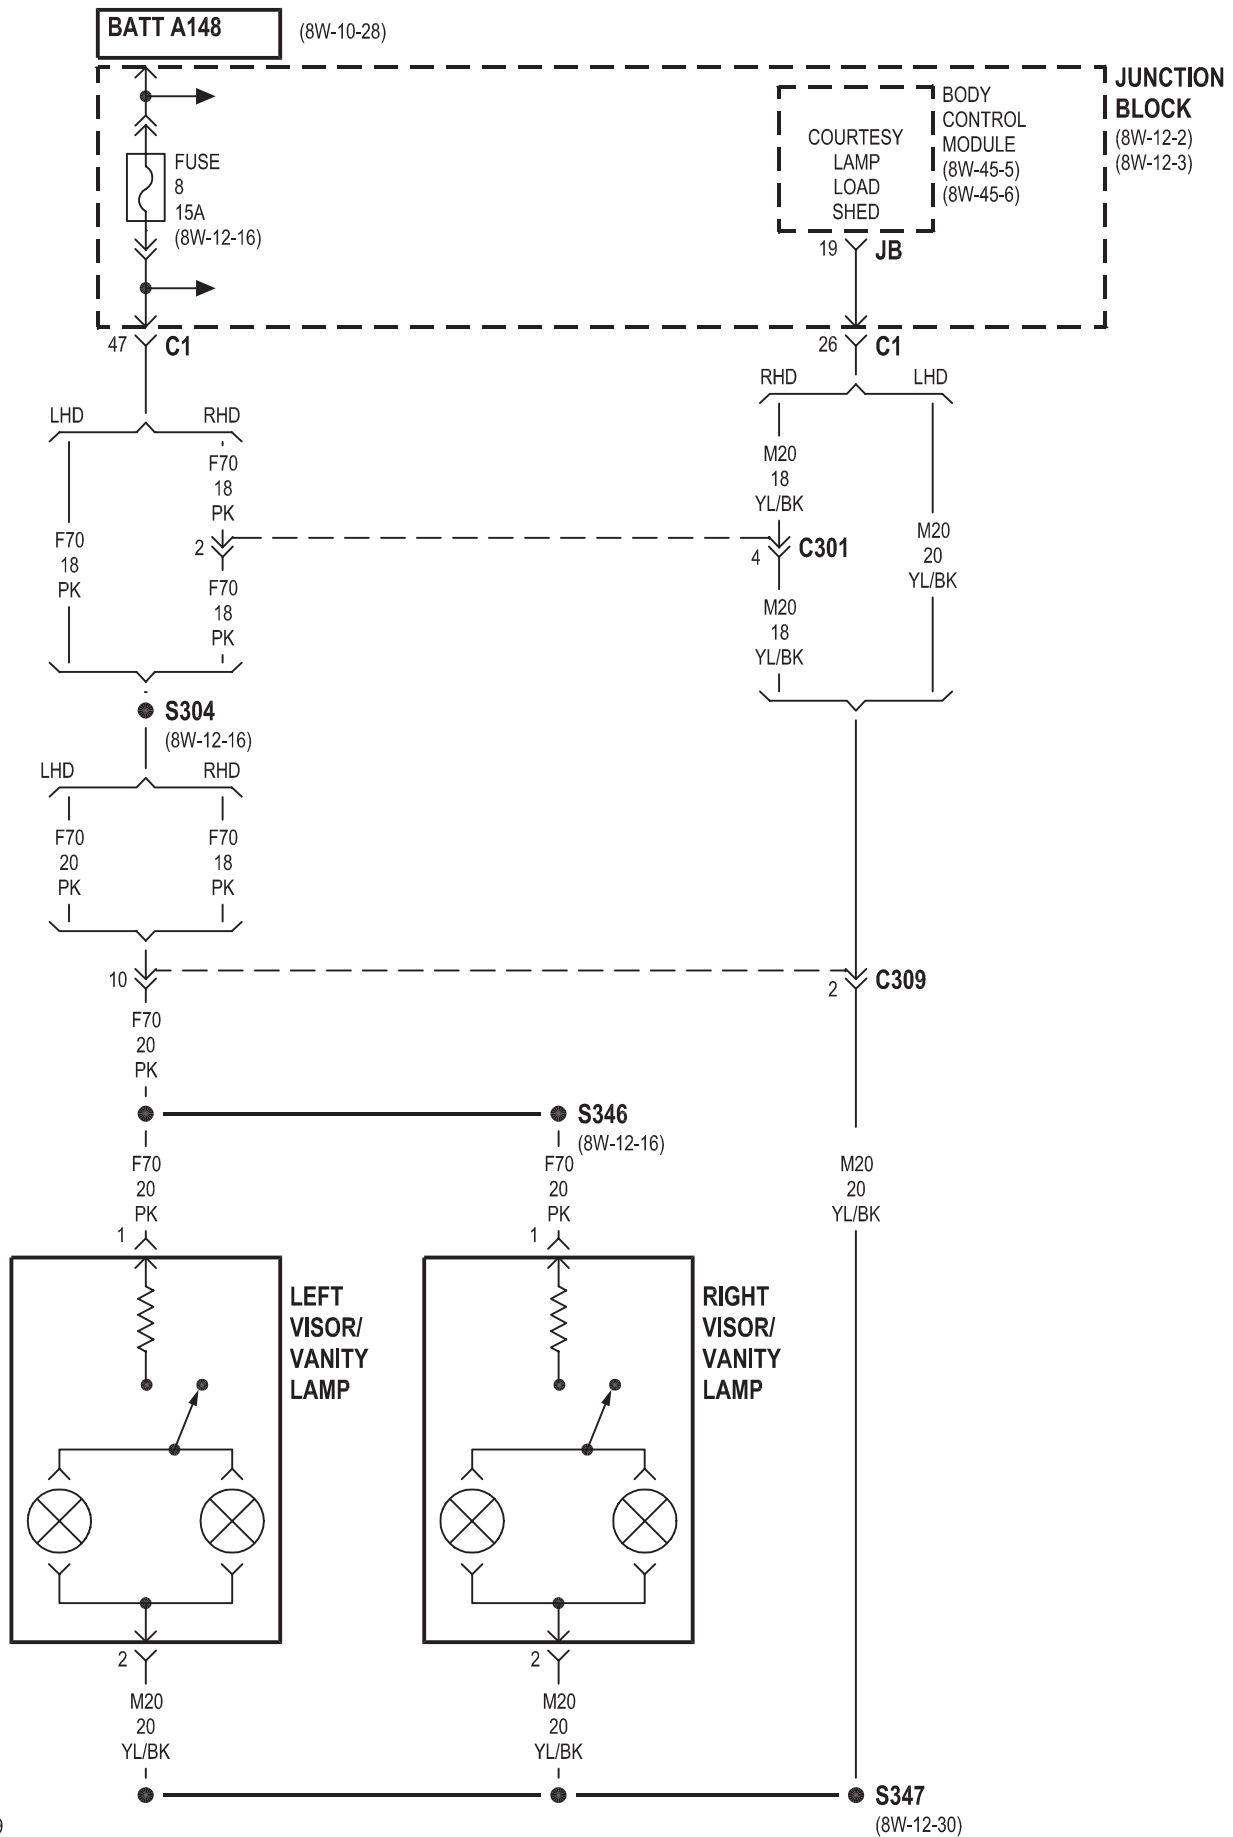 BATT A148
(8W-10-28)
JUNCTION
BLOCK
(8W-12-2)
(8W-12-3)
BODY
CONTROL
MODULE
(8W-45-5)
(8W-45-6)
COURTESY
LAMP
LOAD
SHED
FUSE
8
15A
(8W-12-16)
19
JB
47
C1
26
C1
RHD
LHD
LHD
RHD
F70
18
PK
M20
18
YL/BK
F70
18
PK
2
4
C301
M20
20
YL/BK
F70
18
PK
M20
18
YL/BK
S304
(8W-12-16)
LHD
RHD
F70
20
PK
F70
18
PK
10
2
C309
F70
20
PK
S346
(8W-12-16)
F70
20
PK
F70
20
PK
M20
20
YL/BK
1
1
LEFT
VISOR/
VANITY
LAMP
RIGHT
VISOR/
VANITY
LAMP
2
2
M20
20
YL/BK
M20
20
YL/BK
S347
(8W-12-30)